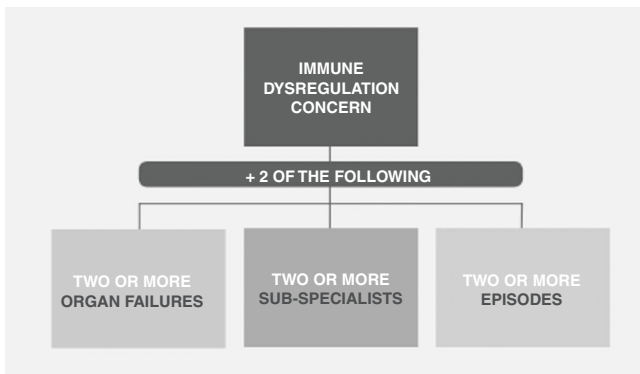 IMMUNE
DYSREGULATION
CONCERN
+ 2 OF THE FOLLOWING
TWO OR MORE
ORGAN FAILURES
TWO OR MORE
SUB-SPECIALISTS
TWO OR MORE
EPISODES